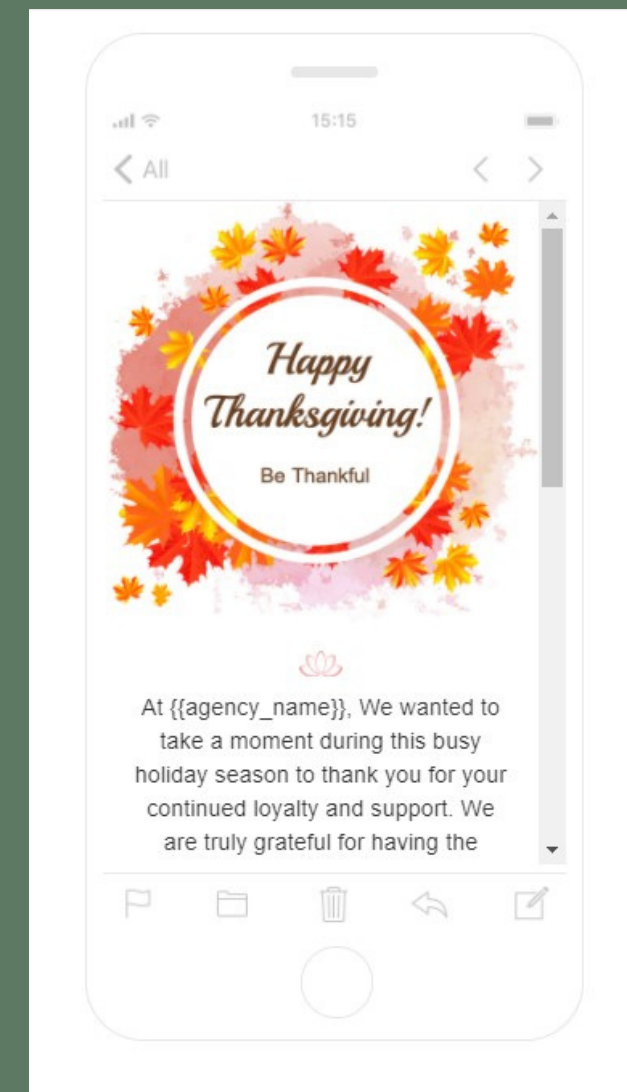 15:15
All
Happy
Thanksgiving!
Be Thankful
At {{agency_name}}, We wanted to
take a moment during this busy
holiday season to thank you for your
continued loyalty and support. We
are truly grateful for having the